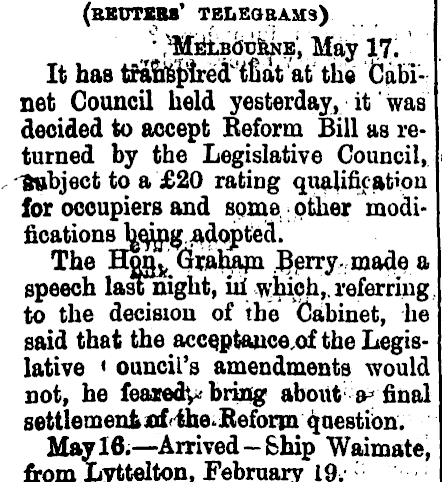 (REUTERS' TELEGRAMS)
MELBOURNE, May 17.
It has transpired that at the Cabi-
net Council held yesterday, it was
decided to accept Reform Bill as re-
turned by the Legislative Council,
subject to a £20 rating qualification
for occupiers and some other modi-
fications being adopted.
The Hon. Graham Berry made a
speech last night, in which, referring
to the decision of the Cabinet, he
said that the acceptance of the Legis-
lative ouncil's amendments would
not, he feared, bring about a final
settlement of the Reform question.
May 16.—Arrived—Ship Waimate,
from Lyttelton, February 19.